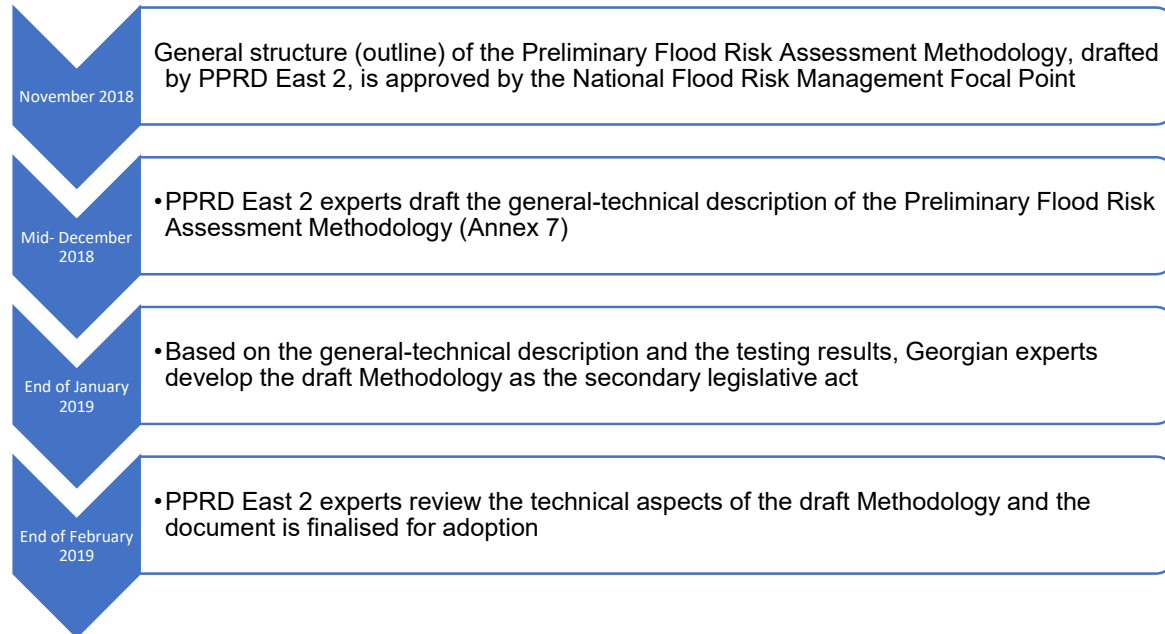 November 2018
General structure (outline) of the Preliminary Flood Risk Assessment Methodology, drafted
by PPRD East 2, is approved by the National Flood Risk Management Focal Point
Mid- December
2018
•PPRD East 2 experts draft the general-technical description of the Preliminary Flood Risk
Assessment Methodology (Annex 7)
End of January
2019
•Based on the general-technical description and the testing results, Georgian experts
develop the draft Methodology as the secondary legislative act
End of February
2019
•PPRD East 2 experts review the technical aspects of the draft Methodology and the
document is finalised for adoption